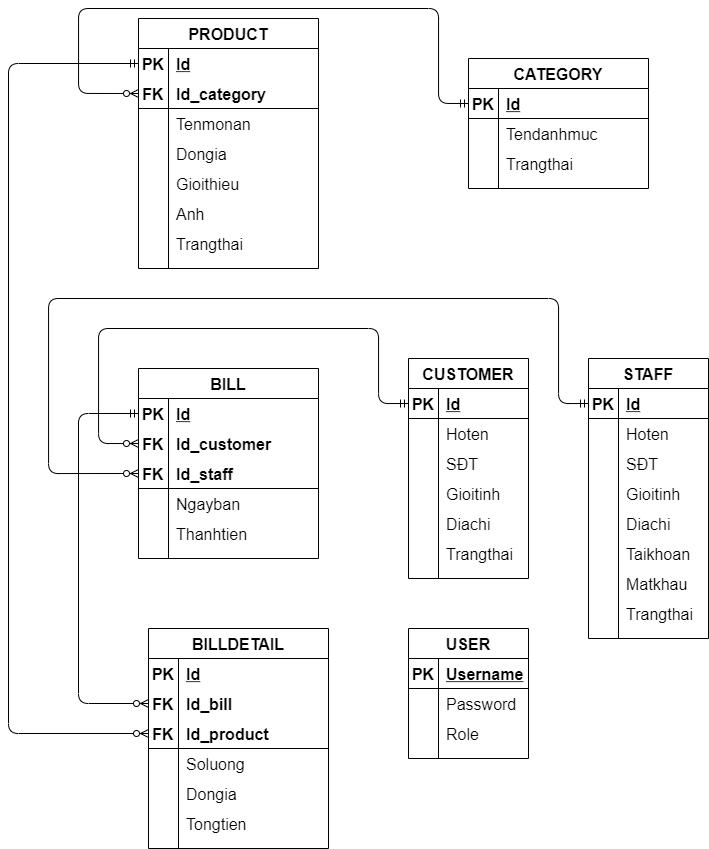 PRODUCT
PK Id
FK Id_category
Tenmonan
Dongia
Gioithieu
Anh
Trangthai
CATEGORY
PK Id
Tendanhmuc
Trangthai
BILL
PK Id
FK Id_customer
FK Id_staff
Ngayban
Thanhtien
CUSTOMER
PK Id
Hoten
SĐT
Gioitinh
Diachi
Trangthai
STAFF
PK Id
Hoten
SĐT
Gioitinh
Diachi
Taikhoan
Matkhau
Trangthai
BILLDETAIL
PK Id
FK Id_bill
FK Id_product
Soluong
Dongia
Tongtien
USER
PK Username
Password
Role